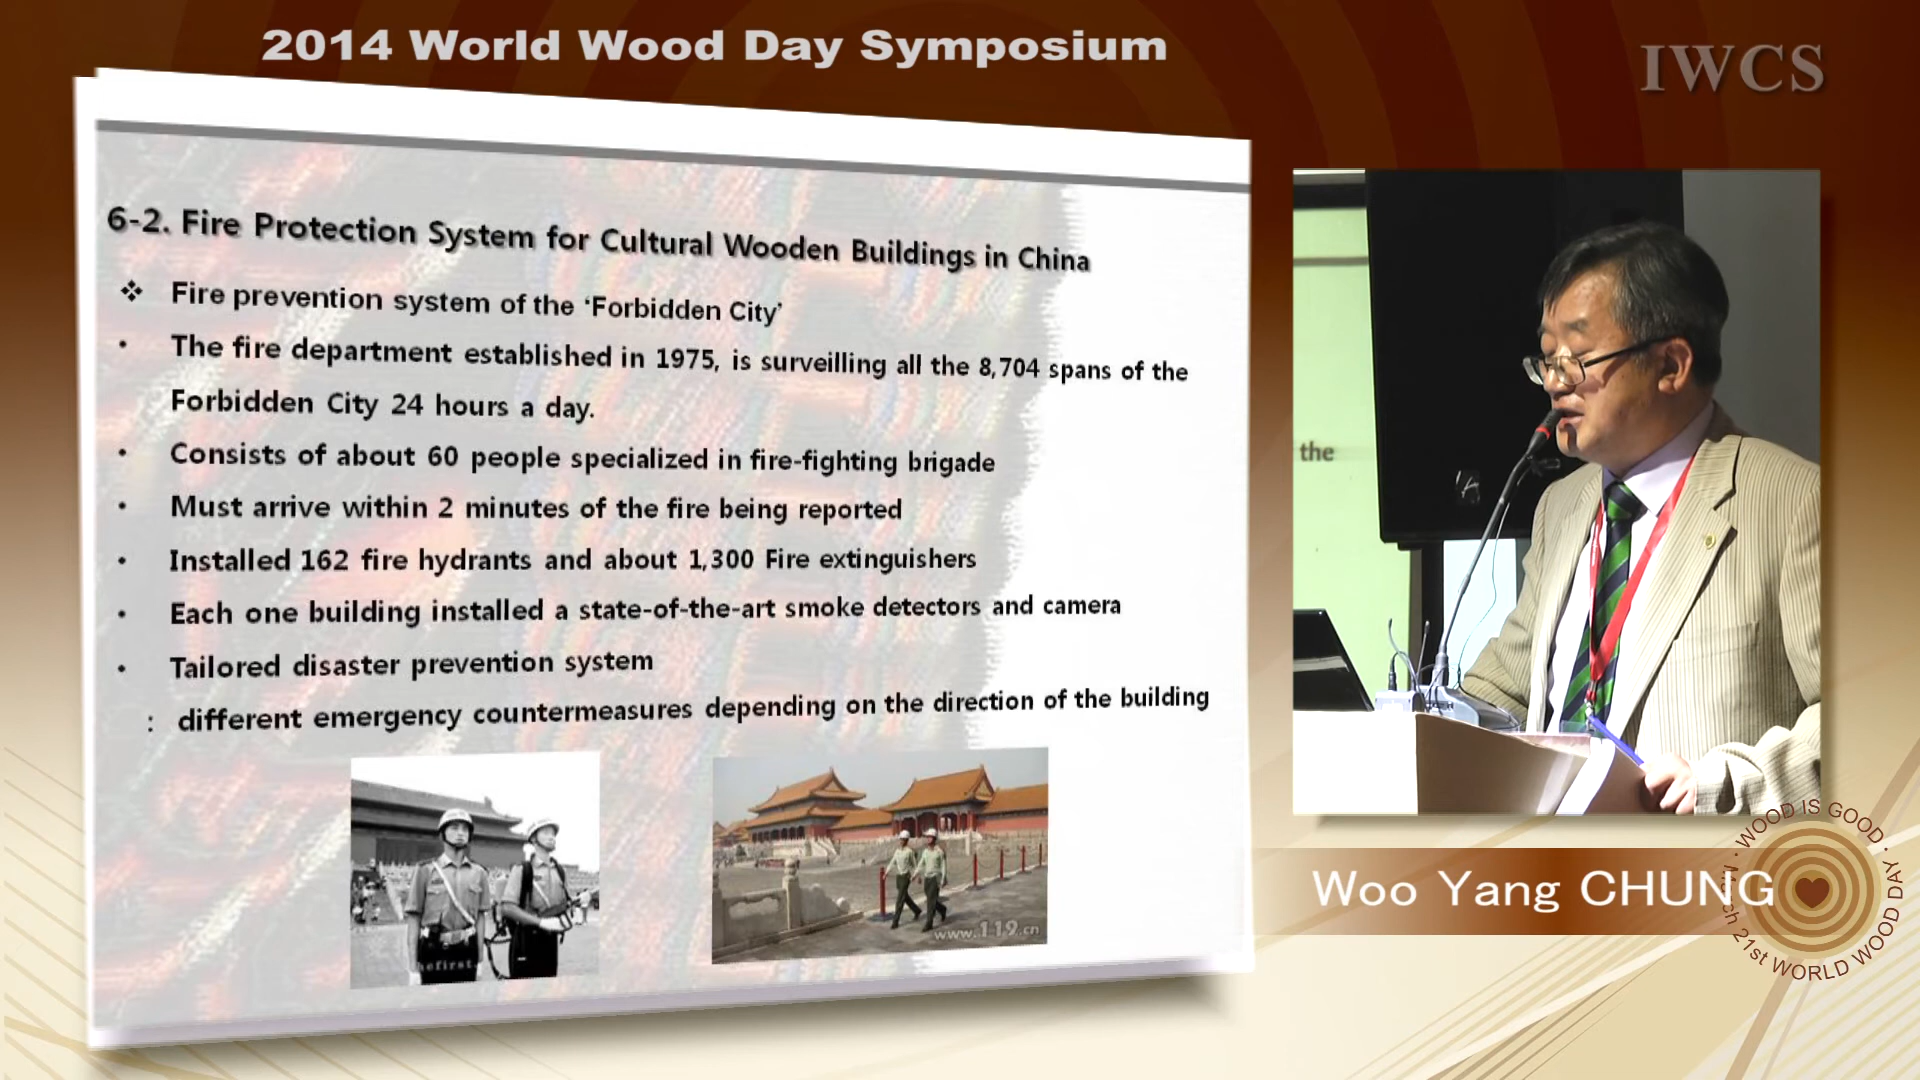 2014 World Wood Day Symposium
IWCS
6-2. Fire Protection System for Cultural Wooden Buildings in China
❖ Fire prevention system of the ‘Forbidden City’
• The fire department established in 1975, is surveilling all the 8,704 spans of the
Forbidden City 24 hours a day.
• Consists of about 60 people specialized in fire-fighting brigade
• Must arrive within 2 minutes of the fire being reported
• Installed 162 fire hydrants and about 1,300 Fire extinguishers
• Each one building installed a state-of-the-art smoke detectors and camera
• Tailored disaster prevention system
: different emergency countermeasures depending on the direction of the building
www.119.cn
the
Woo Yang CHUNG
WOOD IS GOOD · March 21st WORLD WOOD DAY ·